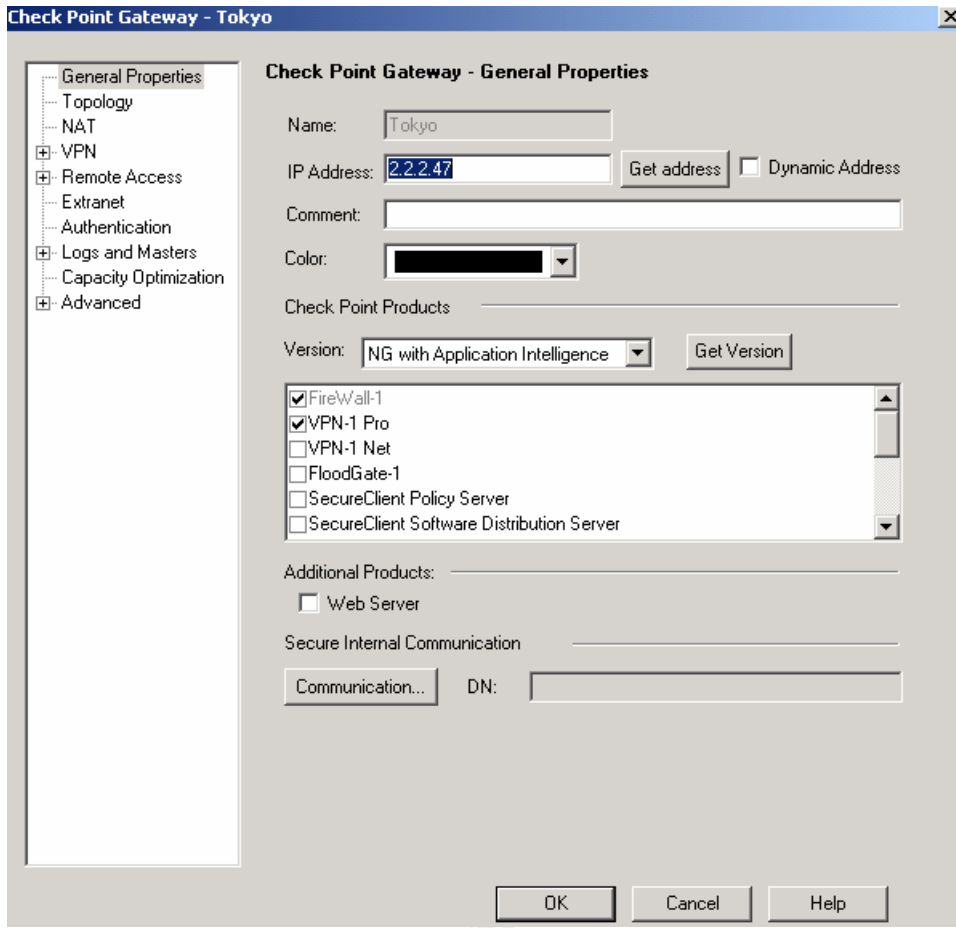 Check Point Gateway - Tokyo
General Properties
Topology
NAT
VPN
Remote Access
Extranet
Authentication
Logs and Masters
Capacity Optimization
Advanced
Check Point Gateway - General Properties
Name: Tokyo
IP Address: 2.2.2.47 Get address Dynamic Address
Comment:
Color:
Check Point Products
Version: NG with Application Intelligence Get Version
FireWall-1
VPN-1 Pro
VPN-1 Net
FloodGate-1
SecureClient Policy Server
SecureClient Software Distribution Server
Additional Products:
Web Server
Secure Internal Communication
Communication... DN:
OK Cancel Help